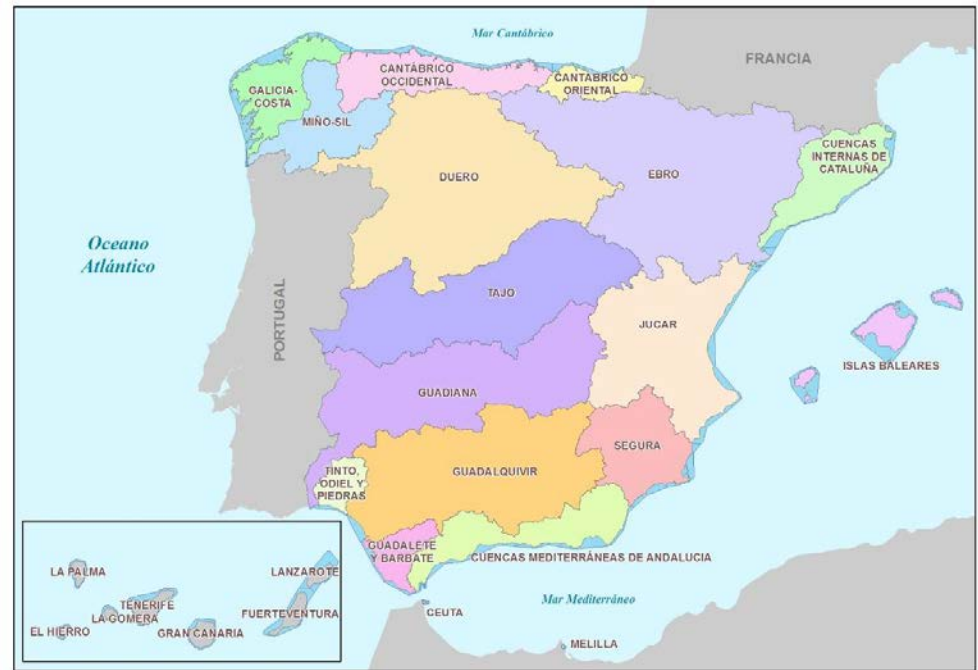 Mar Cantábrico
FRANCIA
CANTÁBRICO
OCCIDENTAL
CANTÁBRICO
ORIENTAL
GALICIA-
COSTA
MIÑO-SIL
CUENCAS
INTERNAS DE
CATALUÑA
DUERO
EBRO
Oceano
Atlántico
PORTUGAL
TAJO
JUCAR
ISLAS BALEARES
GUADIANA
SEGURA
GUADALQUIVIR
TINTO,
ODIEL Y
PIEDRAS
GUADALETE
Y BARBATE
CUENCAS MEDITERRÁNEAS DE ANDALUCIA
LA PALMA
LANZAROTE
TENERIFE
LA GOMERA
FUERTEVENTURA
EL HIERRO
GRAN CANARIA
CEUTA
Mar Mediterráneo
MELILLA